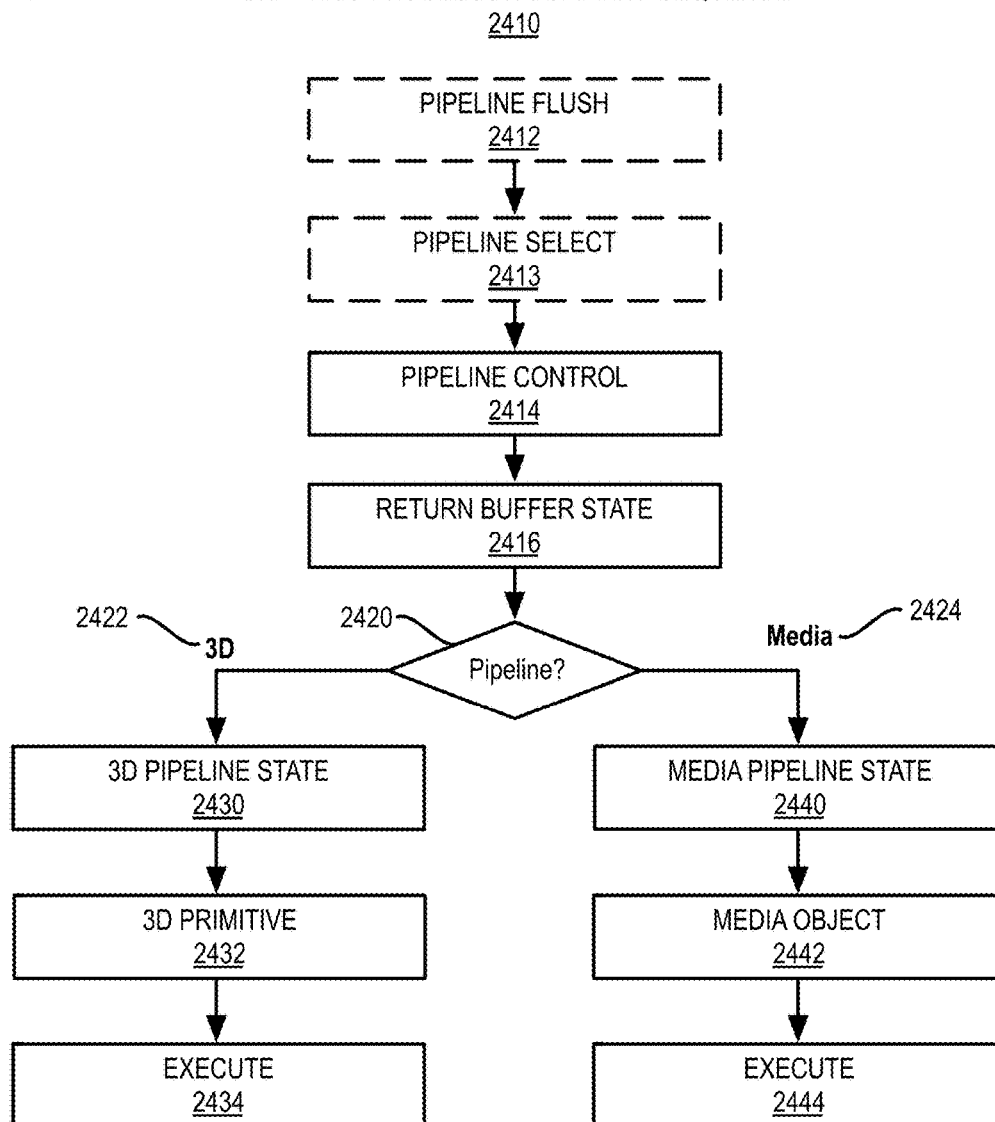 2410
PIPELINE FLUSH
2412
PIPELINE SELECT
2413
PIPELINE CONTROL
2414
RETURN BUFFER STATE
2416
2422
3D
2420
Pipeline?
Media
2424
3D PIPELINE STATE
2430
MEDIA PIPELINE STATE
2440
3D PRIMITIVE
2432
MEDIA OBJECT
2442
EXECUTE
2434
EXECUTE
2444